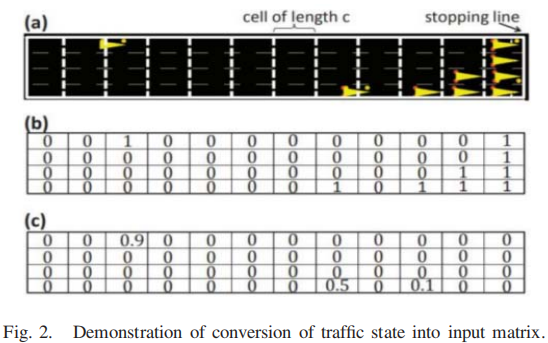 (a)
cell of length c
stopping line
(b)
0 0 1 0 0 0 0 0 0 0 0 1
0 0 0 0 0 0 0 0 0 0 0 1
0 0 0 0 0 0 0 0 0 0 1 1
0 0 0 0 0 0 0 1 0 1 1 1
(c)
0 0 0.9 0 0 0 0 0 0 0 0 0
0 0 0 0 0 0 0 0 0 0 0 0
0 0 0 0 0 0 0 0 0 0 0 0
0 0 0 0 0 0 0 0.5 0 0.1 0 0
Fig. 2. Demonstration of conversion of traffic state into input matrix.